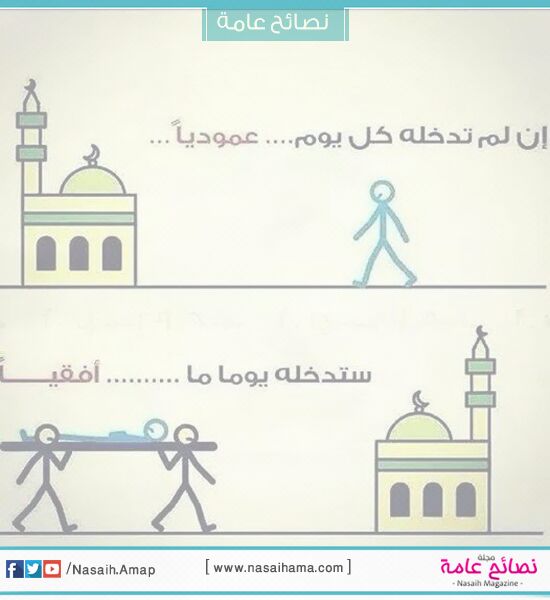 نصائح عامة
إن لم تدخله كل يوم.... عمودياً ...
ستدخله يوما ما .......... أفقيـــاً
/Nasaih.Amap
[ www.nasaihama.com ]
مجلة
نصائح عامة
- Nasaih Magazine -